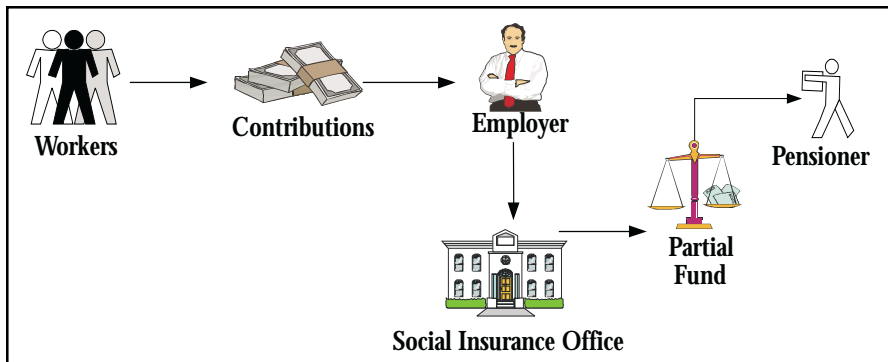 Workers
Contributions
Employer
Social Insurance Office
Partial
Fund
Pensioner